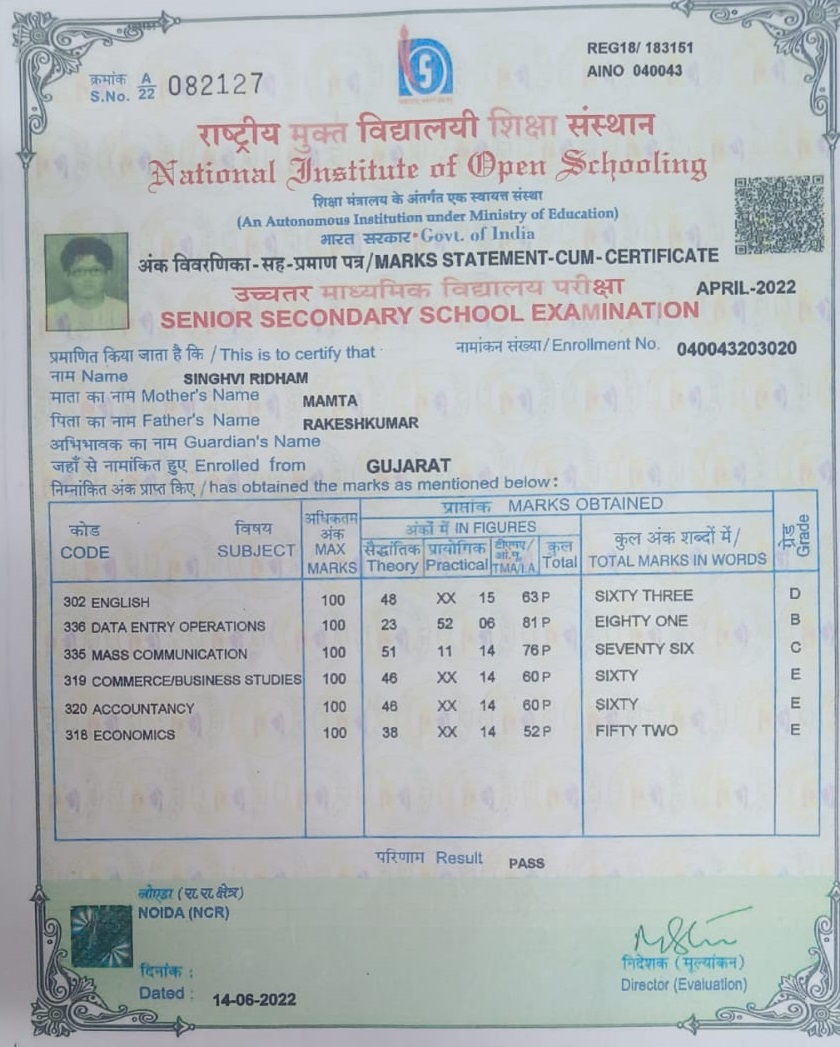 REG18/ 183151
क्रमांक A
S.No. 22 082127
AINO 040043
राष्ट्रीय मुक्त विद्यालयी शिक्षा संस्थान
National Institute of Open Schooling
शिक्षा मंत्रालय के अंतर्गत एक स्वायत्त संस्था
(An Autonomous Institution under Ministry of Education)
भारत सरकार•Govt. of India
अंक विवरणिका-सह-प्रमाण पत्र/MARKS STATEMENT-CUM-CERTIFICATE
उच्चतर माध्यमिक विद्यालय परीक्षा APRIL-2022
SENIOR SECONDARY SCHOOL EXAMINATION
प्रमाणित किया जाता है कि / This is to certify that नामांकन संख्या/ Enrollment No. 040043203020
नाम Name SINGHVI RIDHAM
माता का नाम Mother's Name MAMTA
पिता का नाम Father's Name RAKESHKUMAR
अभिभावक का नाम Guardian's Name
जहाँ से नामांकित हुए Enrolled from GUJARAT
निम्नांकित अंक प्राप्त किए / has obtained the marks as mentioned below:
प्राप्तांक MARKS OBTAINED
कोड विषय अधिकतम अंक अंकों में IN FIGURES कुल अंक शब्दों में/ ग्रेड
CODE SUBJECT MAX MARKS सैद्धांतिक Theory प्रायोगिक Practical TMA/I.A. कुल Total TOTAL MARKS IN WORDS Grade
302 ENGLISH 100 48 XX 15 63 P SIXTY THREE D
336 DATA ENTRY OPERATIONS 100 23 52 06 81 P EIGHTY ONE B
335 MASS COMMUNICATION 100 51 11 14 76 P SEVENTY SIX C
319 COMMERCE/BUSINESS STUDIES 100 46 XX 14 60 P SIXTY E
320 ACCOUNTANCY 100 46 XX 14 60 P SIXTY E
318 ECONOMICS 100 38 XX 14 52 P FIFTY TWO E
परिणाम Result PASS
नोएडा (रा.रा.क्षेत्र)
NOIDA (NCR)
निदेशक (मूल्यांकन)
Director (Evaluation)
दिनांक :
Dated : 14-06-2022